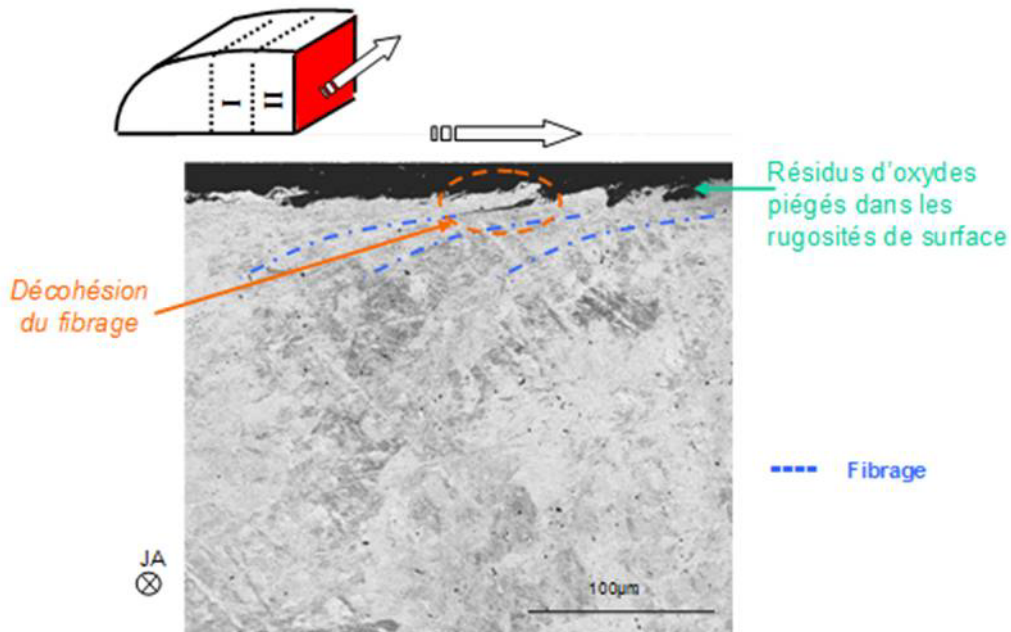 I
II
Résidus d'oxydes
piégés dans les
rugosités de surface
Décohésion
du fibrage
Fibrage
JA
100µm